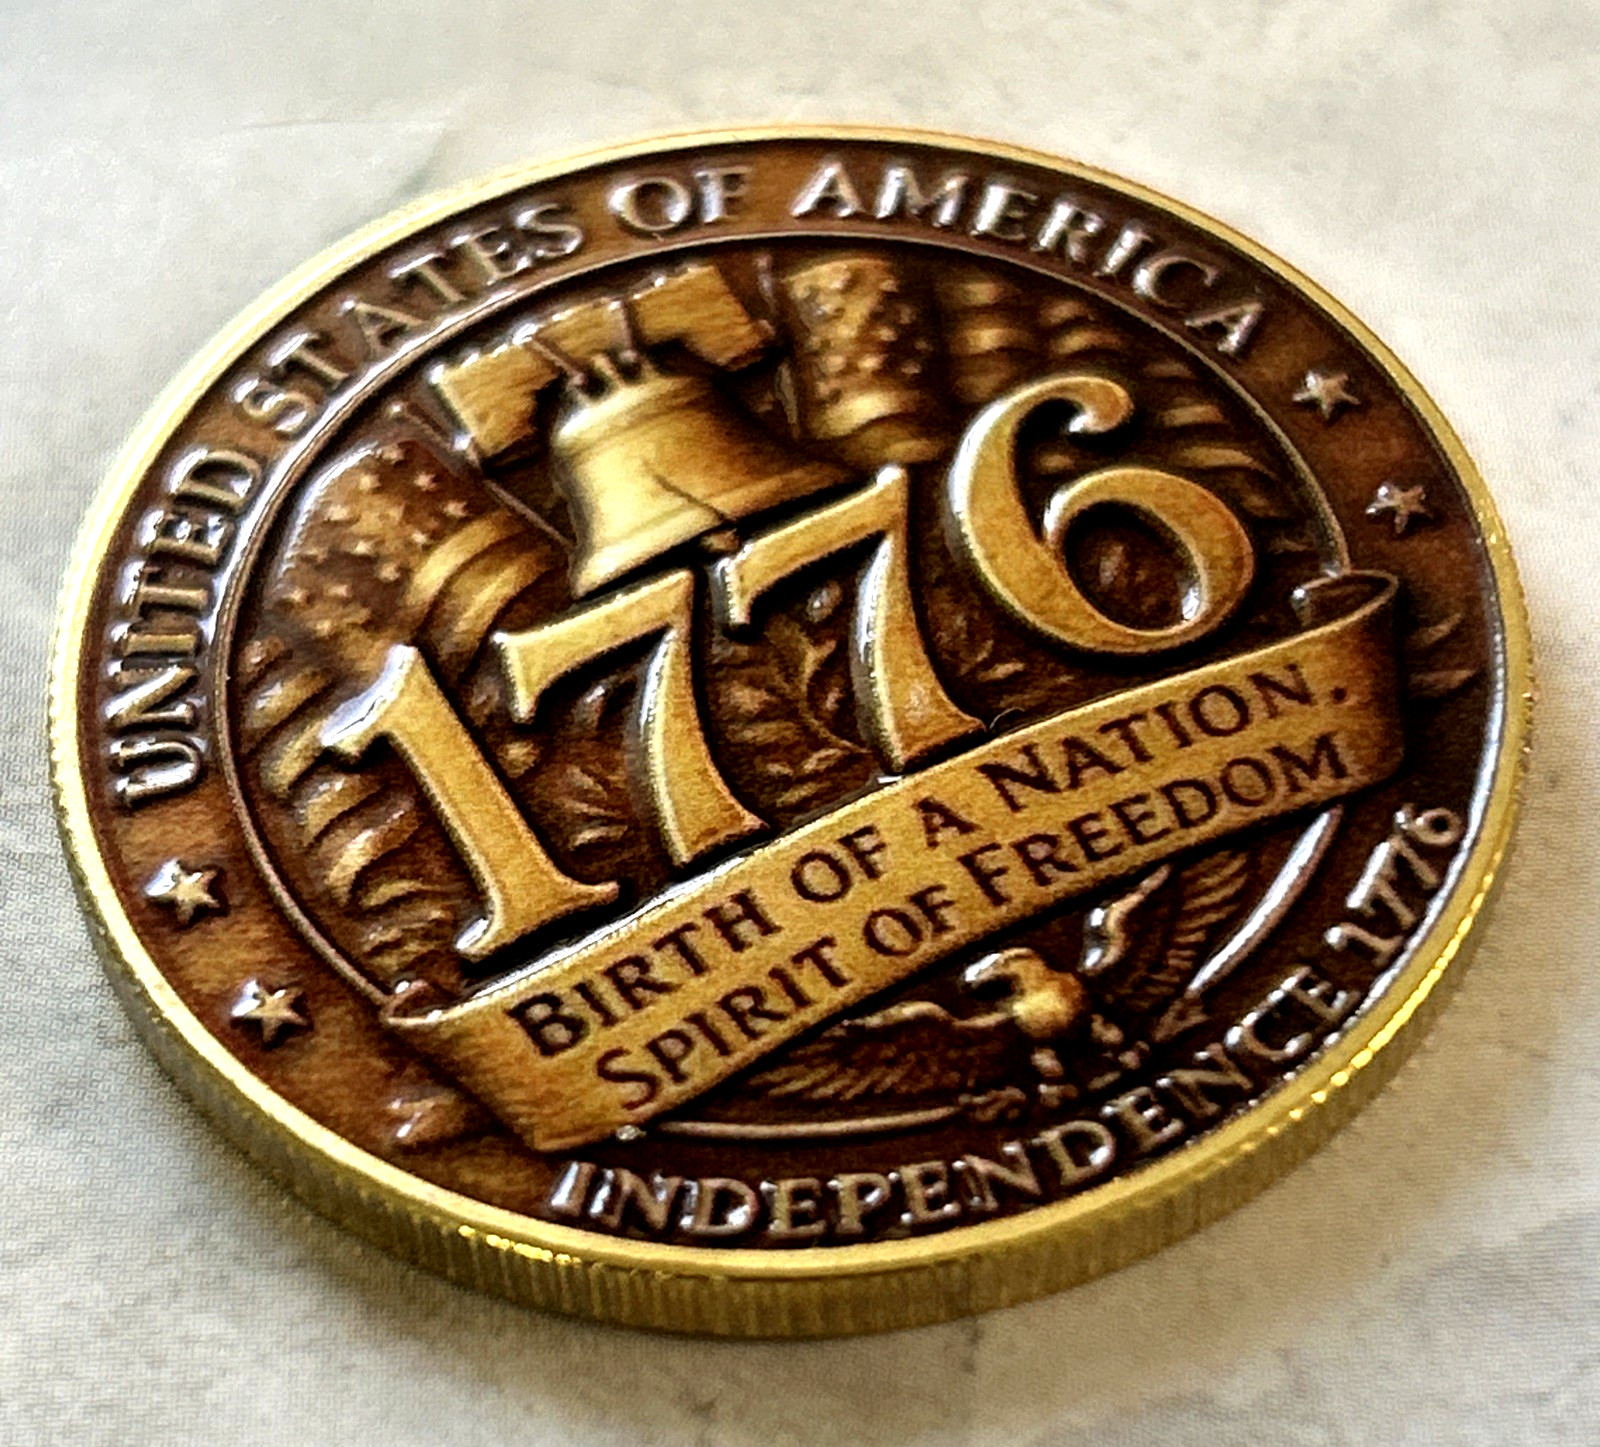 UNITED STATES OF AMERICA
1776
BIRTH OF A NATION.
SPIRIT OF FREEDOM
INDEPENDENCE 1776